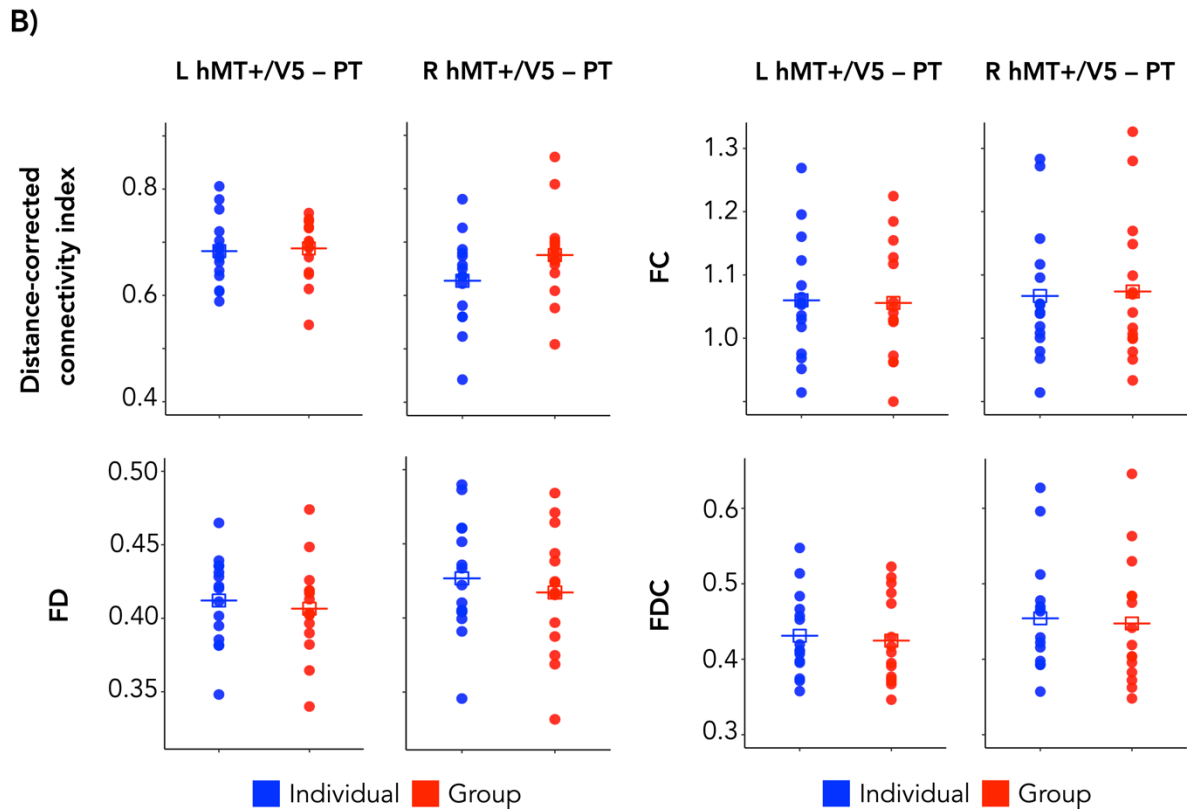 B)
L hMT+/V5 – PT
R hMT+/V5 – PT
L hMT+/V5 – PT
R hMT+/V5 – PT
Distance-corrected
connectivity index
0.8
0.6
0.4
FC
1.3
1.2
1.1
1.0
FD
0.50
0.45
0.40
0.35
FDC
0.6
0.5
0.4
0.3
Individual Group
Individual Group